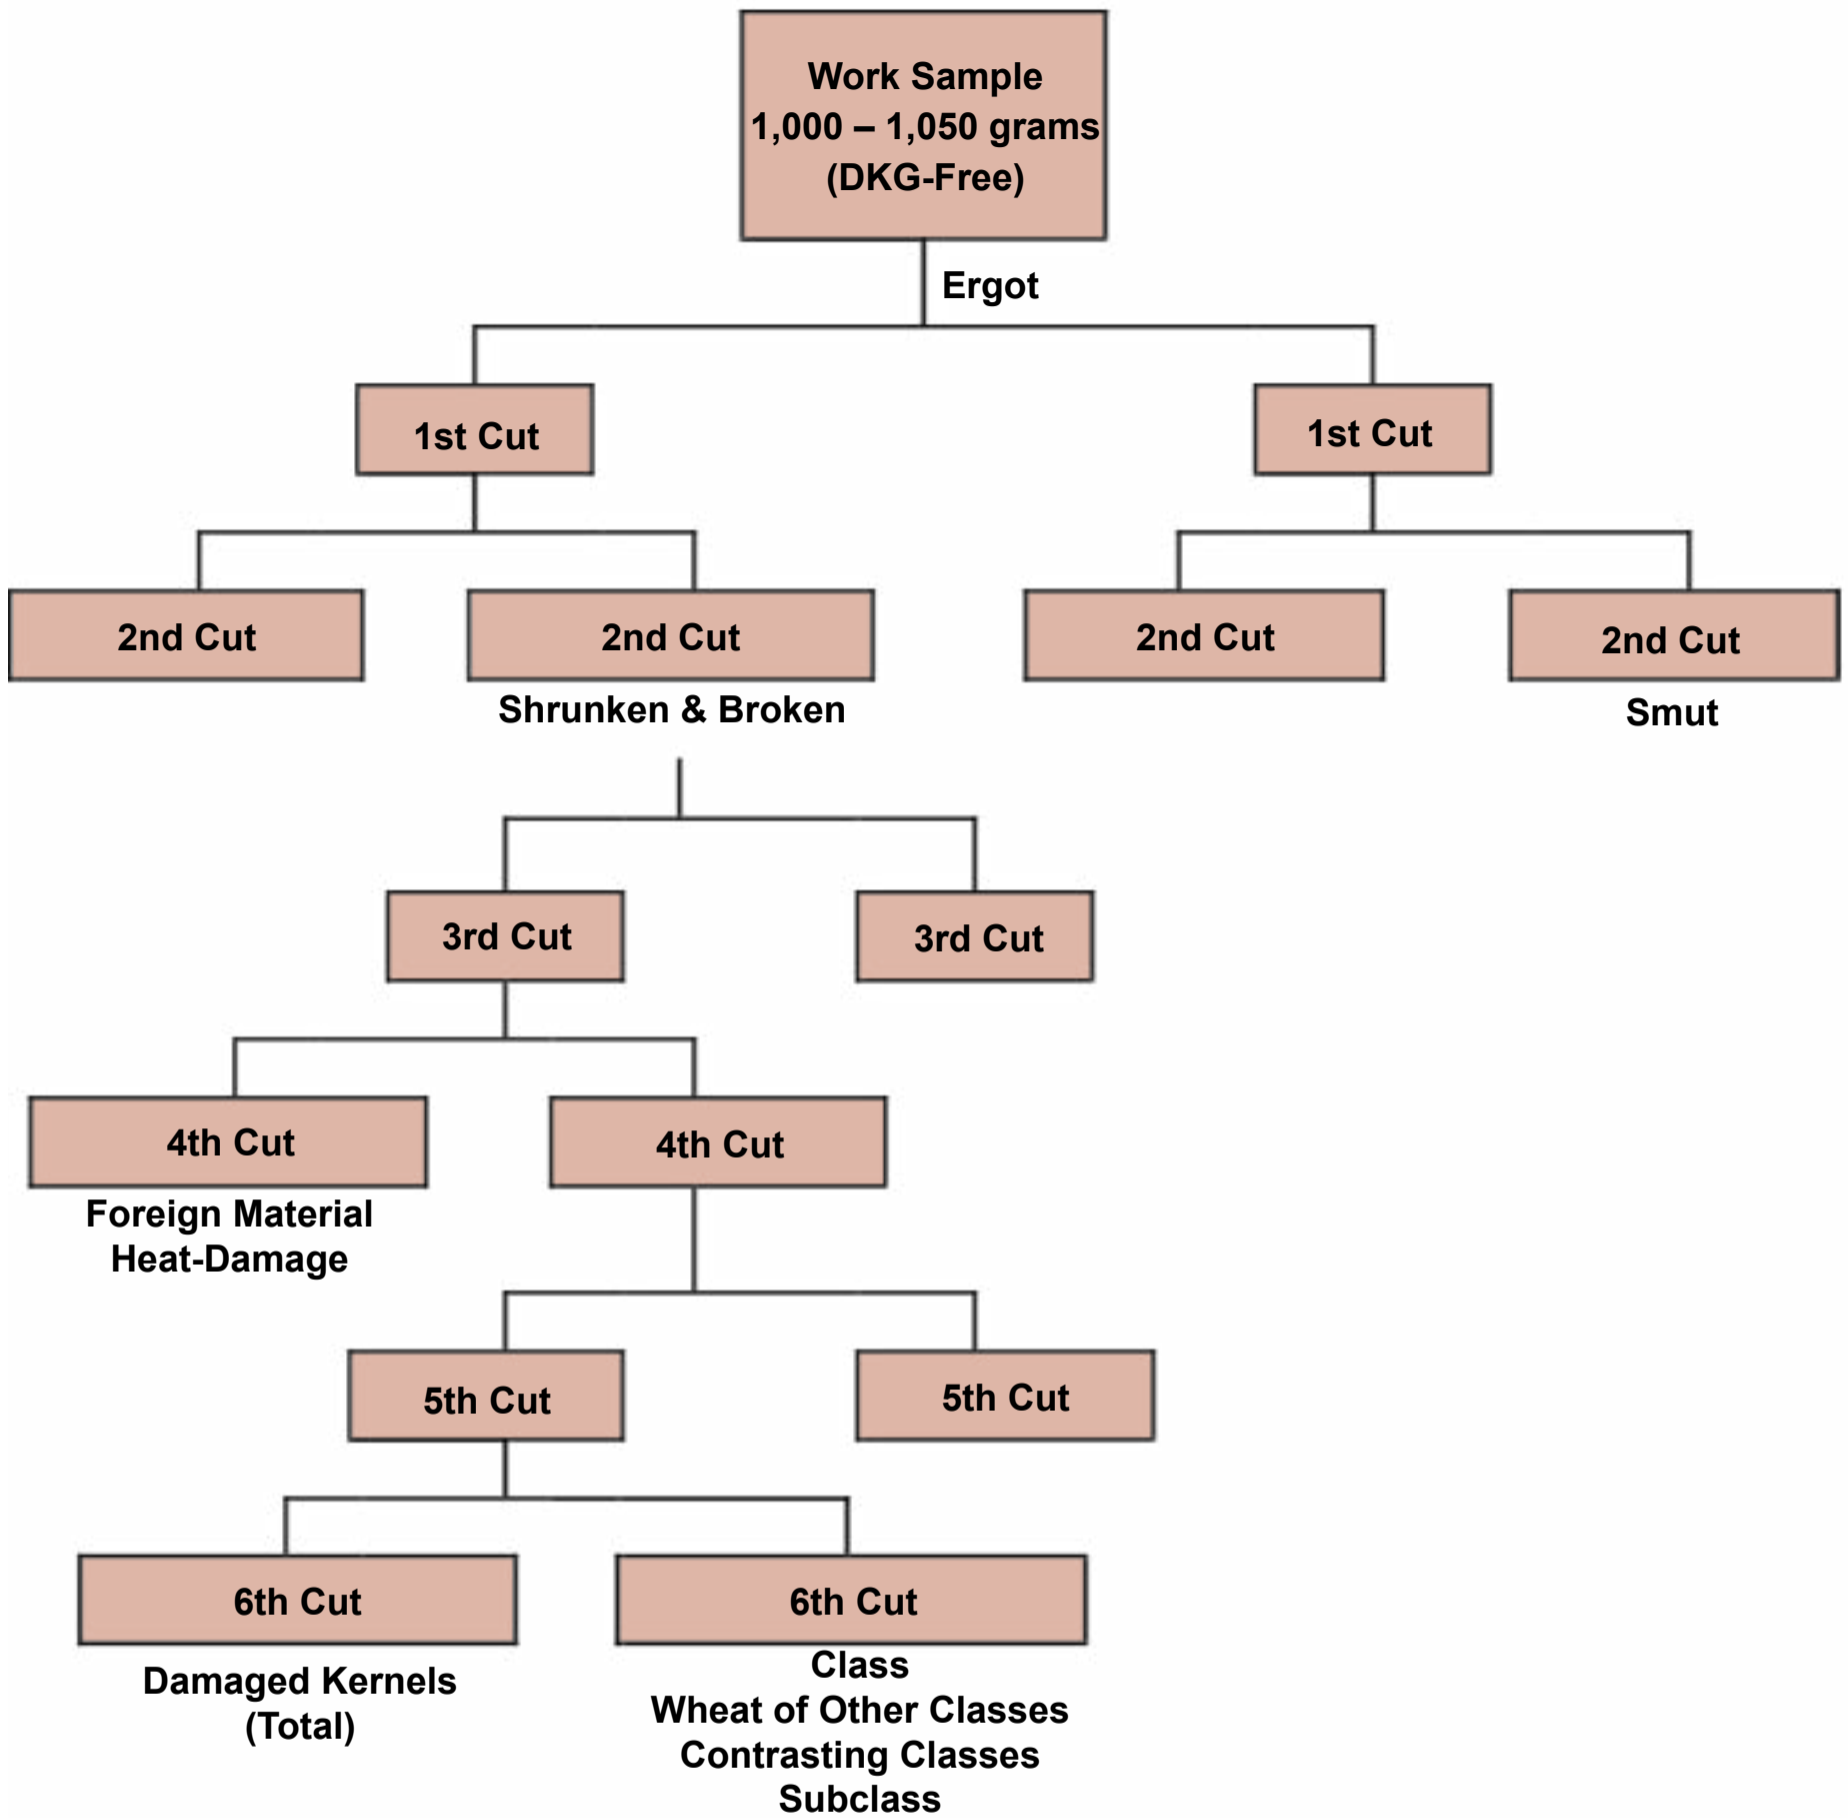 Work Sample
1,000 – 1,050 grams
(DKG-Free)
Ergot
1st Cut
1st Cut
2nd Cut
2nd Cut
2nd Cut
2nd Cut
Shrunken & Broken
Smut
3rd Cut
3rd Cut
4th Cut
4th Cut
Foreign Material
Heat-Damage
5th Cut
5th Cut
6th Cut
6th Cut
Damaged Kernels
(Total)
Class
Wheat of Other Classes
Contrasting Classes
Subclass